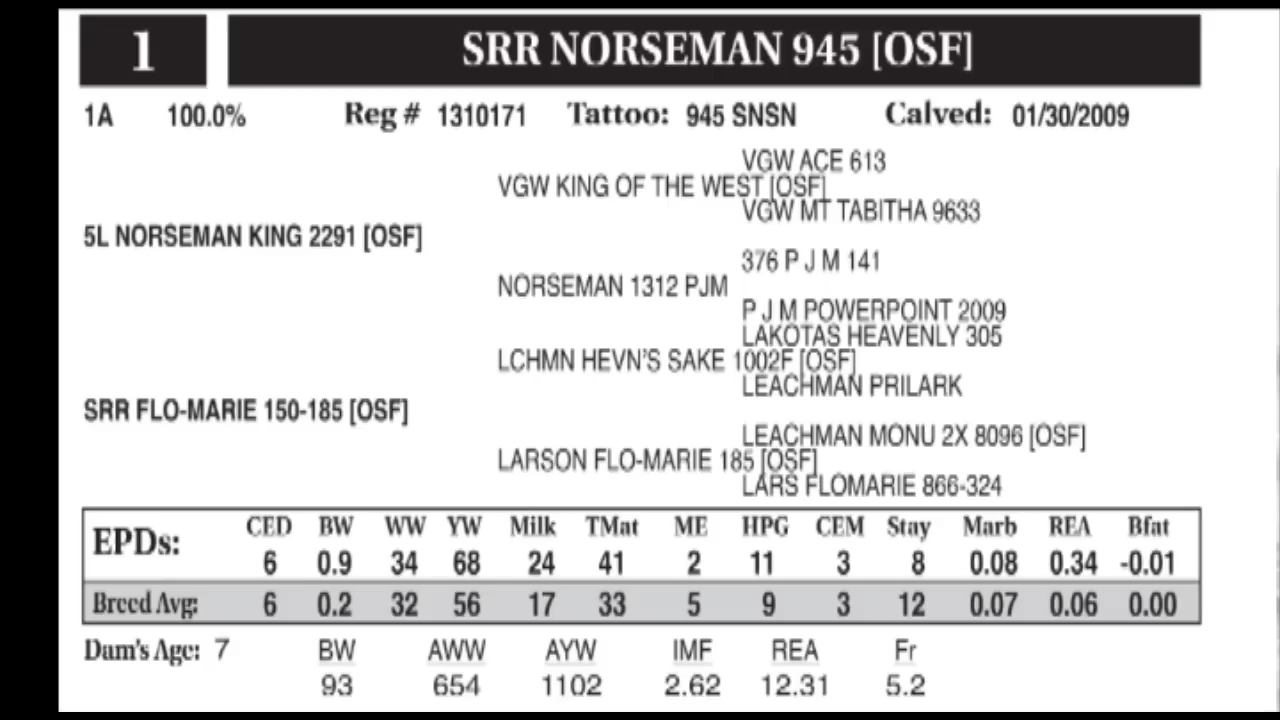 1 SRR NORSEMAN 945 [OSF]
1A 100.0% Reg # 1310171 Tattoo: 945 SNSN Calved: 01/30/2009
VGW ACE 613
VGW KING OF THE WEST [OSF]
VGW MT TABITHA 9633
5L NORSEMAN KING 2291 [OSF]
376 P J M 141
NORSEMAN 1312 PJM
P J M POWERPOINT 2009
LAKOTAS HEAVENLY 305
LCHMN HEVN'S SAKE 1002F [OSF]
LEACHMAN PRILARK
SRR FLO-MARIE 150-185 [OSF]
LEACHMAN MONU 2X 8096 [OSF]
LARSON FLO-MARIE 185 [OSF]
LARS FLOMARIE 866-324
EPDs: CED BW WW YW Milk TMat ME HPG CEM Stay Marb REA Bfat
6 0.9 34 68 24 41 2 11 3 8 0.08 0.34 -0.01
Breed Avg: 6 0.2 32 56 17 33 5 9 3 12 0.07 0.06 0.00
Dam's Age: 7 BW AWW AYW IMF REA Fr
93 654 1102 2.62 12.31 5.2